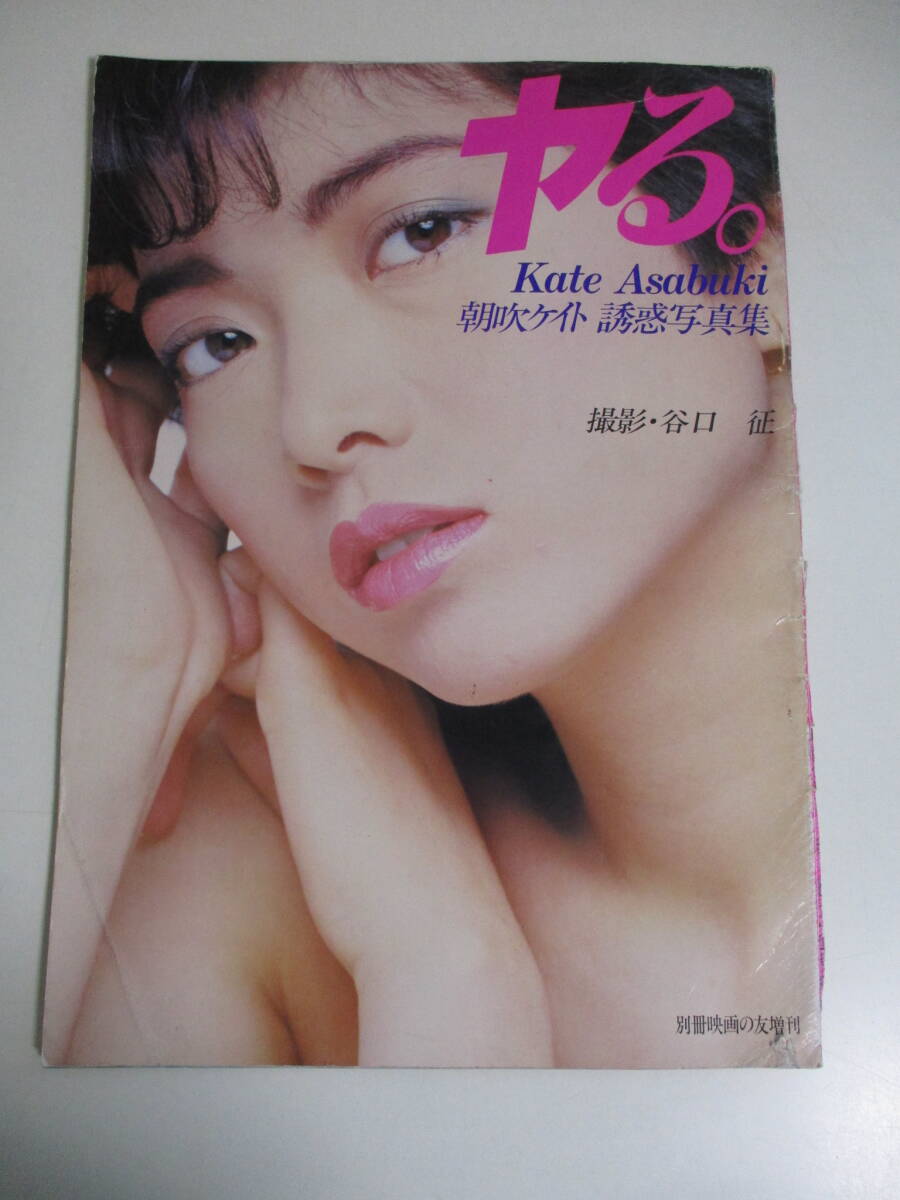 ヤる。
Kate Asabuki
朝吹ケイト 誘惑写真集
撮影・谷口 征
別冊映画の友増刊